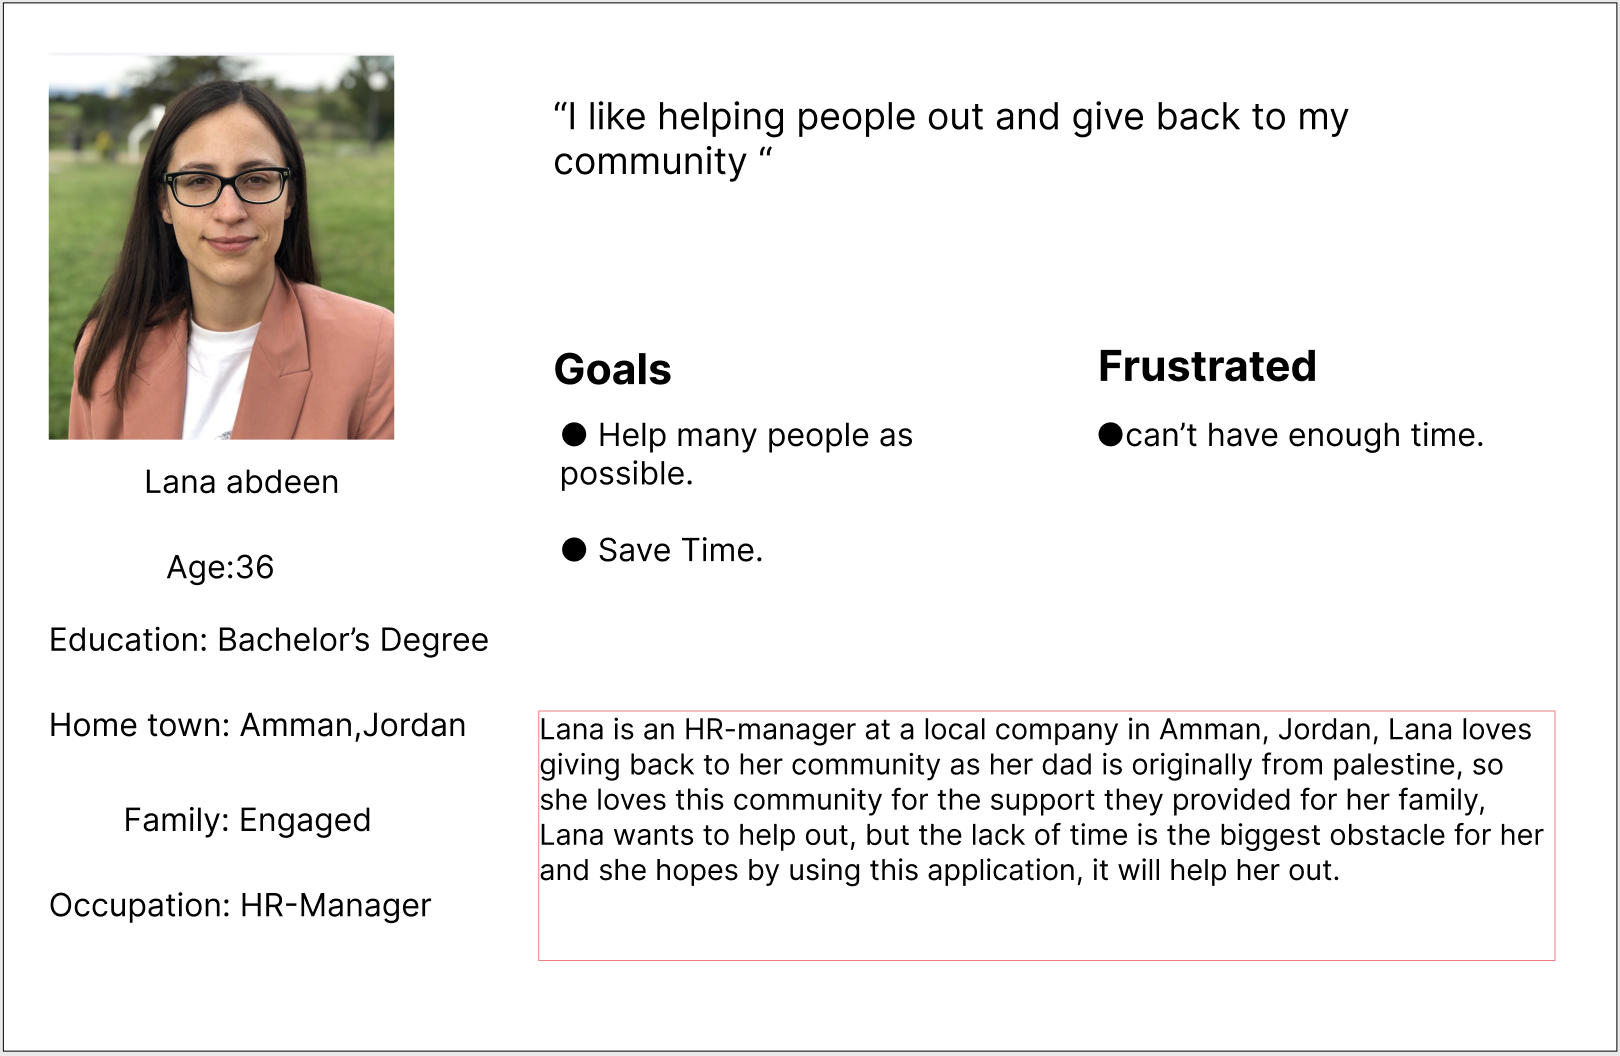 “I like helping people out and give back to my
community “
Goals
● Help many people as
possible.
● Save Time.
Frustrated
●can’t have enough time.
Lana abdeen
Age:36
Education: Bachelor’s Degree
Home town: Amman,Jordan
Family: Engaged
Occupation: HR-Manager
Lana is an HR-manager at a local company in Amman, Jordan, Lana loves
giving back to her community as her dad is originally from palestine, so
she loves this community for the support they provided for her family,
Lana wants to help out, but the lack of time is the biggest obstacle for her
and she hopes by using this application, it will help her out.